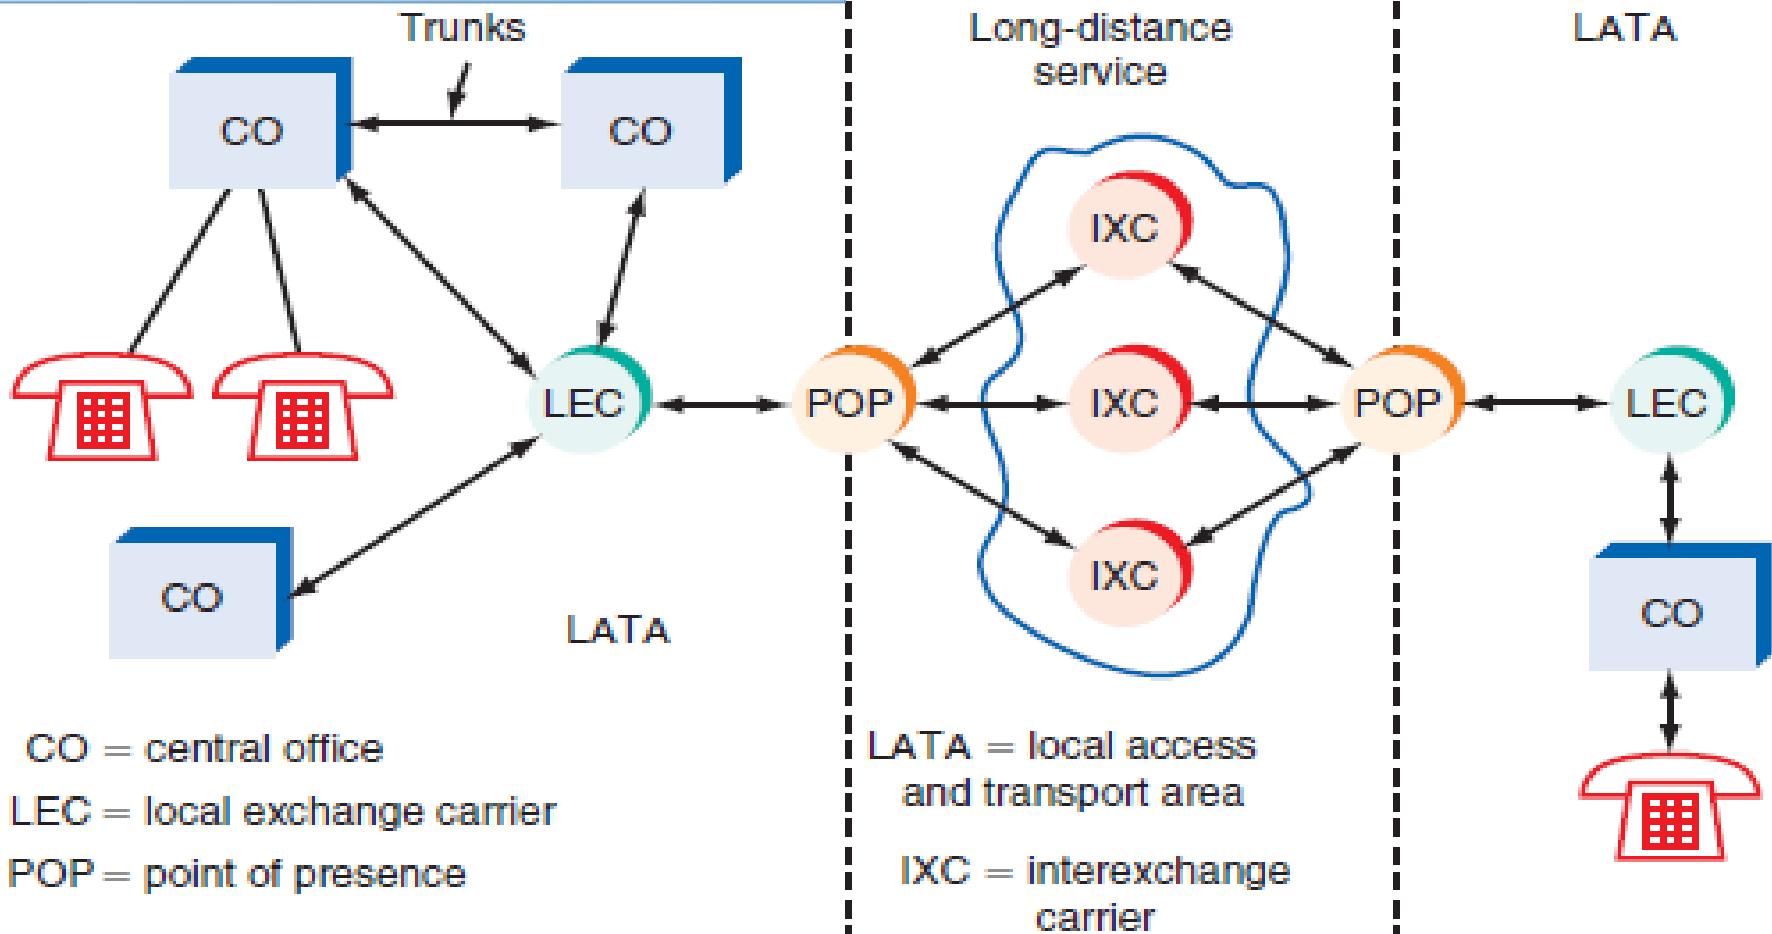 Trunks
Long-distance
service
LATA
CO
CO
IXC
LEC
POP
IXC
POP
LEC
IXC
CO
CO
LATA
CO = central office
LEC = local exchange carrier
POP = point of presence
LATA = local access
and transport area
IXC = interexchange
carrier